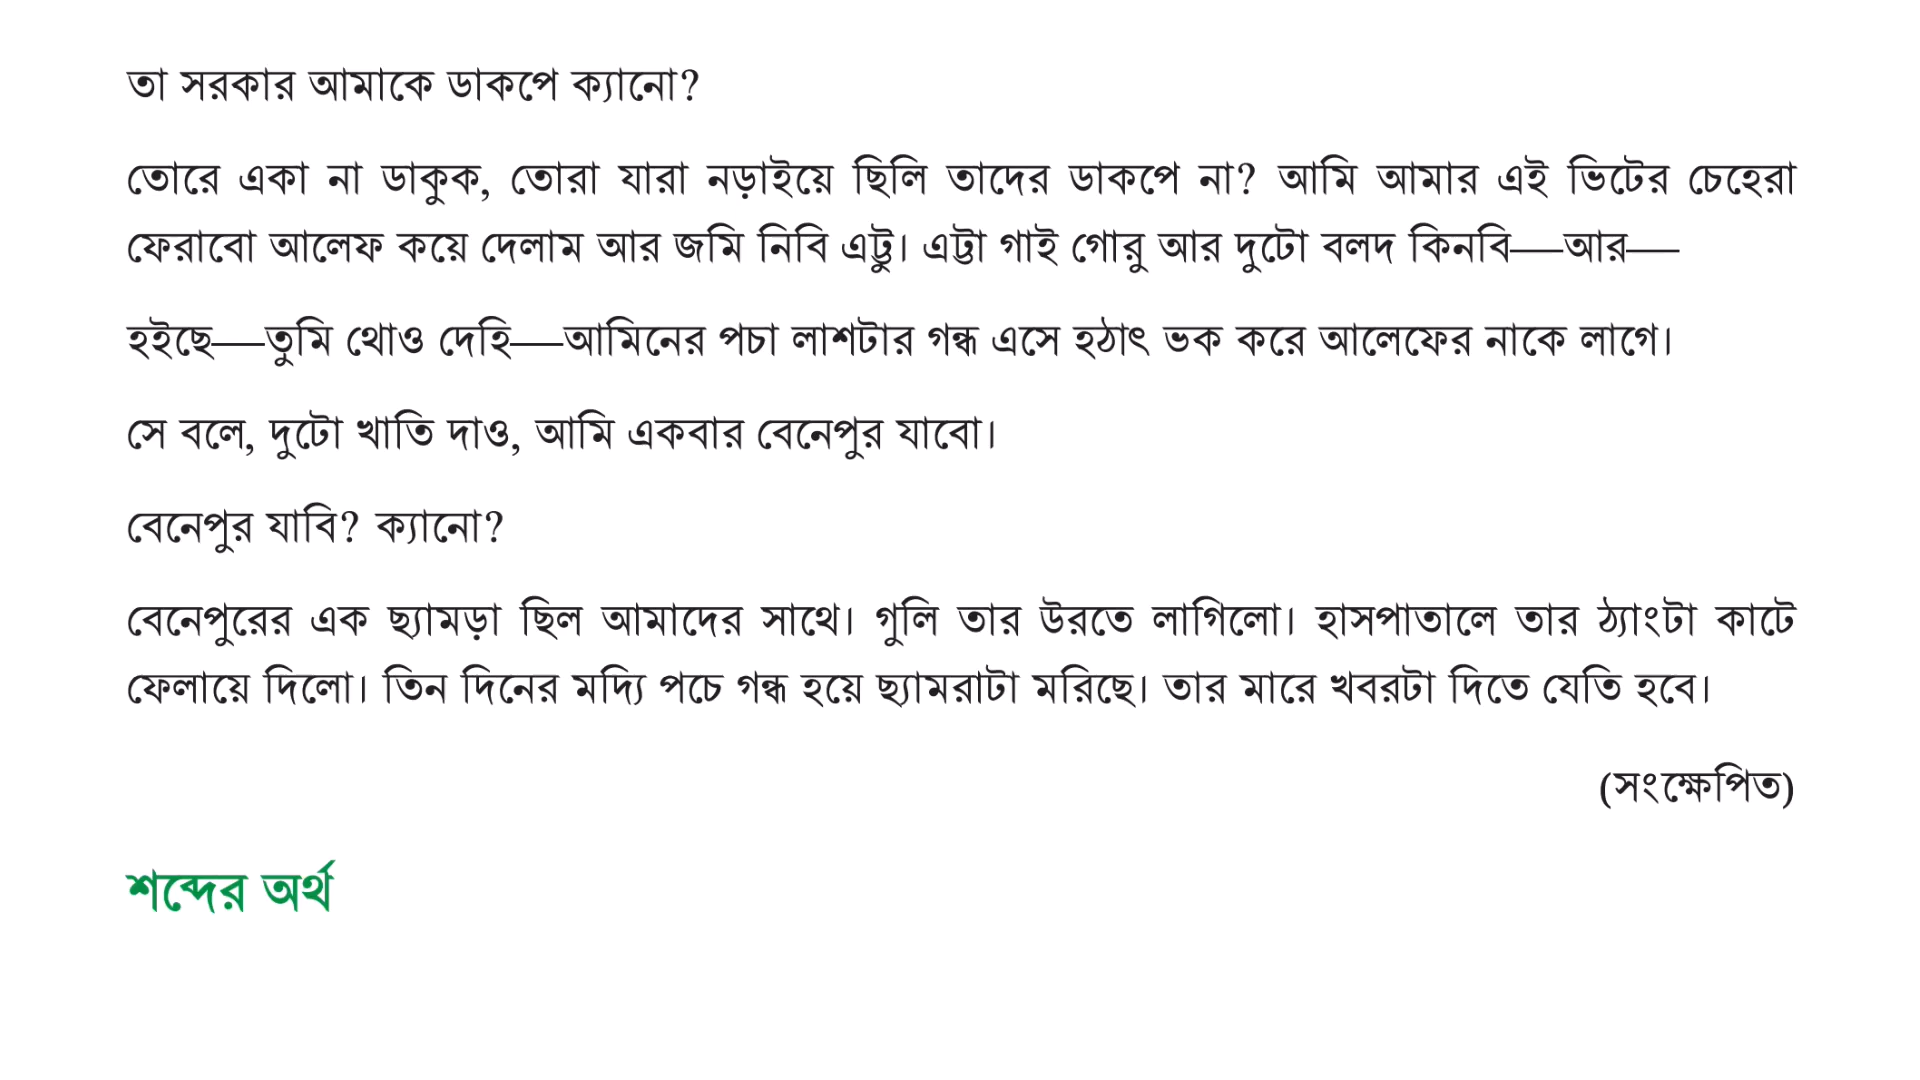 তা সরকার আমাকে ডাকপে ক্যানো?
তোরে একা না ডাকুক, তোরা যারা নড়াইয়ে ছিলি তাদের ডাকপে না? আমি আমার এই ভিটের চেহেরা
ফেরাবো আলেফ কয়ে দেলাম আর জমি নিবি এট্টু। এট্টা গাই গোরু আর দুটো বলদ কিনবি—আর—
হইছে—তুমি থোও দেহি—আমিনের পচা লাশটার গন্ধ এসে হঠাৎ ভক করে আলেফের নাকে লাগে।
সে বলে, দুটো খাতি দাও, আমি একবার বেনেপুর যাবো।
বেনেপুর যাবি? ক্যানো?
বেনেপুরের এক ছ্যামড়া ছিল আমাদের সাথে। গুলি তার উরতে লাগিলো। হাসপাতালে তার ঠ্যাংটা কাটে
ফেলায়ে দিলো। তিন দিনের মদ্যি পচে গন্ধ হয়ে ছ্যামরাটা মরিছে। তার মারে খবরটা দিতে যেতি হবে।
(সংক্ষেপিত)
শব্দের অর্থ